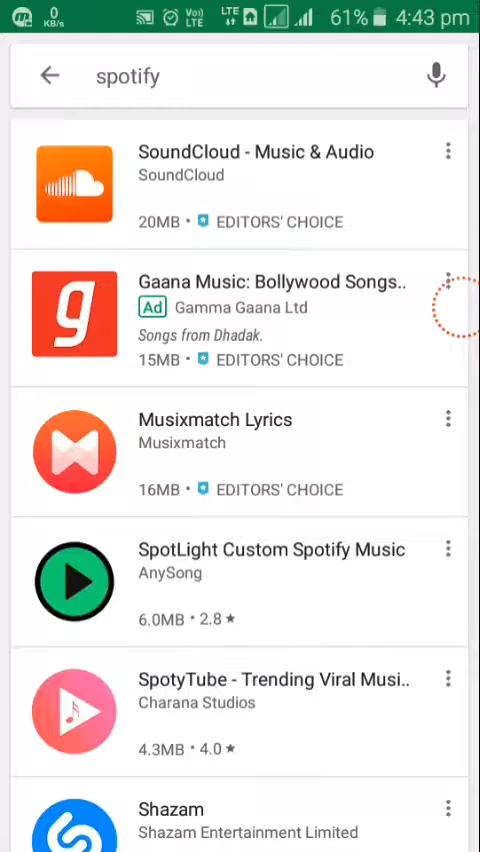 0
KB/s
Vo))
LTE
LTE
61%
4:43 pm
spotify
SoundCloud - Music & Audio
SoundCloud
20MB • EDITORS' CHOICE
g
Gaana Music: Bollywood Songs..
Ad Gamma Gaana Ltd
Songs from Dhadak.
15MB • EDITORS' CHOICE
Musixmatch Lyrics
Musixmatch
16MB • EDITORS' CHOICE
SpotLight Custom Spotify Music
AnySong
6.0MB • 2.8 ★
SpotyTube - Trending Viral Musi..
Charana Studios
4.3MB • 4.0 ★
Shazam
Shazam Entertainment Limited